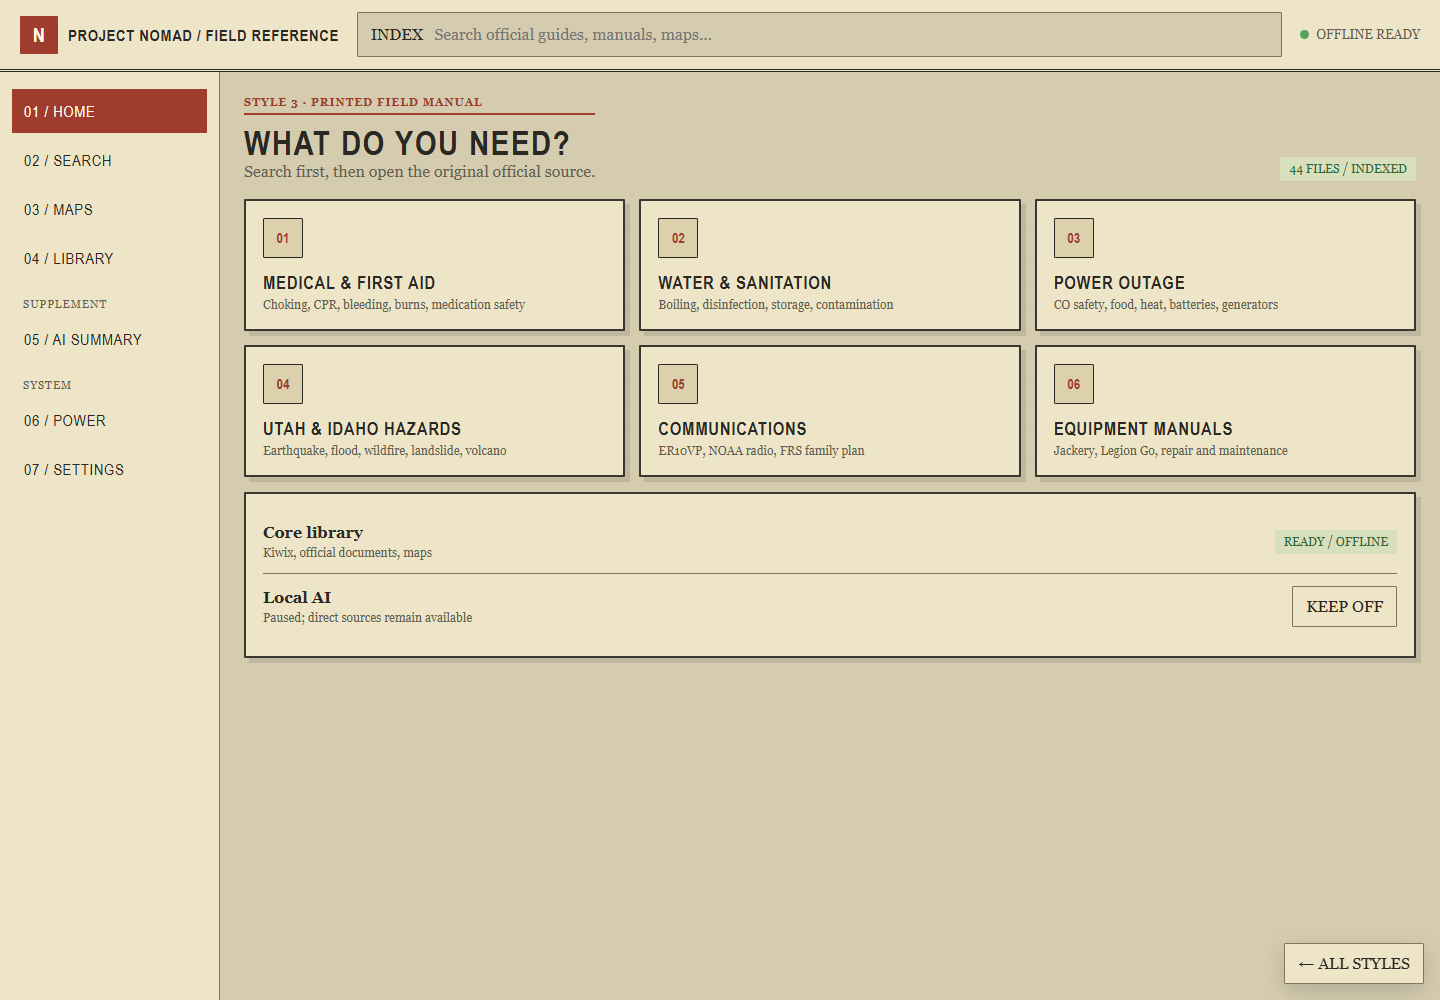 N PROJECT NOMAD / FIELD REFERENCE
INDEX Search official guides, manuals, maps...
OFFLINE READY
01 / HOME
02 / SEARCH
03 / MAPS
04 / LIBRARY
SUPPLEMENT
05 / AI SUMMARY
SYSTEM
06 / POWER
07 / SETTINGS
STYLE 3 · PRINTED FIELD MANUAL
WHAT DO YOU NEED?
Search first, then open the original official source.
44 FILES / INDEXED
01
MEDICAL & FIRST AID
Choking, CPR, bleeding, burns, medication safety
02
WATER & SANITATION
Boiling, disinfection, storage, contamination
03
POWER OUTAGE
CO safety, food, heat, batteries, generators
04
UTAH & IDAHO HAZARDS
Earthquake, flood, wildfire, landslide, volcano
05
COMMUNICATIONS
ER10VP, NOAA radio, FRS family plan
06
EQUIPMENT MANUALS
Jackery, Legion Go, repair and maintenance
Core library
Kiwix, official documents, maps
READY / OFFLINE
Local AI
Paused; direct sources remain available
KEEP OFF
← ALL STYLES